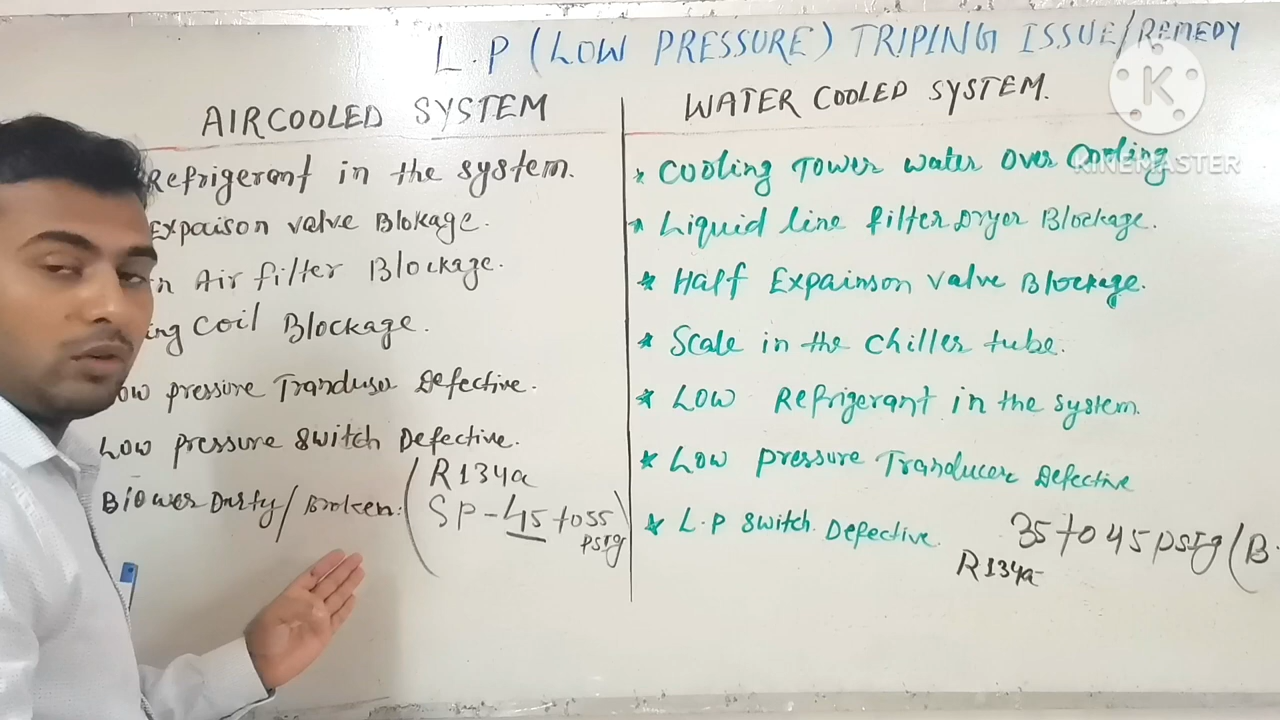 L.P (LOW PRESSURE) TRIPING ISSUE/REMEDY
AIRCOOLED SYSTEM
Refrigerant in the system.
Expaison valve Blokage.
n Air filter Blockage.
ing Coil Blockage.
ow pressure Tranduser Defective.
Low pressure switch Defective.
Blower Darty/Broken.
R134a
SP-45 to 55
psig
WATER COOLED SYSTEM.
* Cooling Tower water over Cooling
* Liquid line filter Dryer Blockage.
* Half Expainson valve Blockage.
* Scale in the chiller tube.
* Low Refrigerant in the system.
* Low pressure Tranducer Defective
* L.P switch Defective.
35 to 45 psig (B.
R134a
K
KINEMASTER